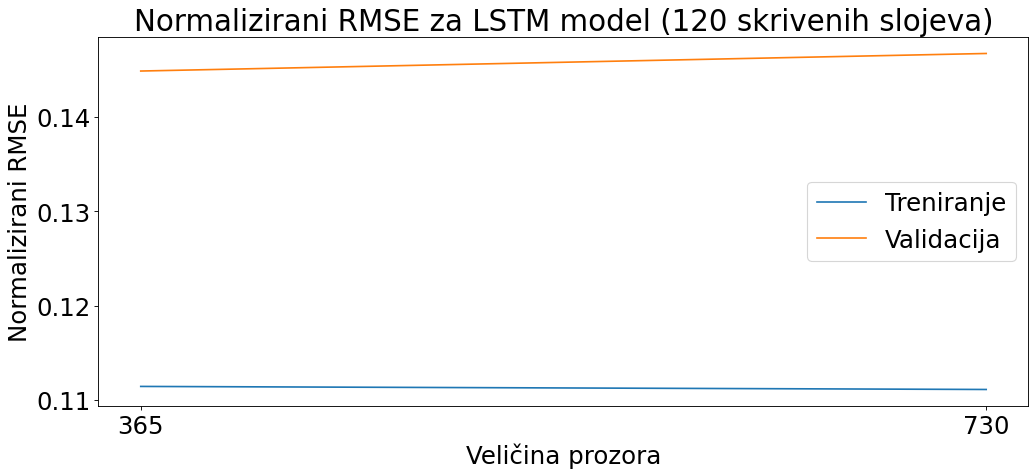 Normalizirani RMSE za LSTM model (120 skrivenih slojeva)
Normalizirani RMSE
0.14
0.13
0.12
0.11
Treniranje
Validacija
365
730
Veličina prozora